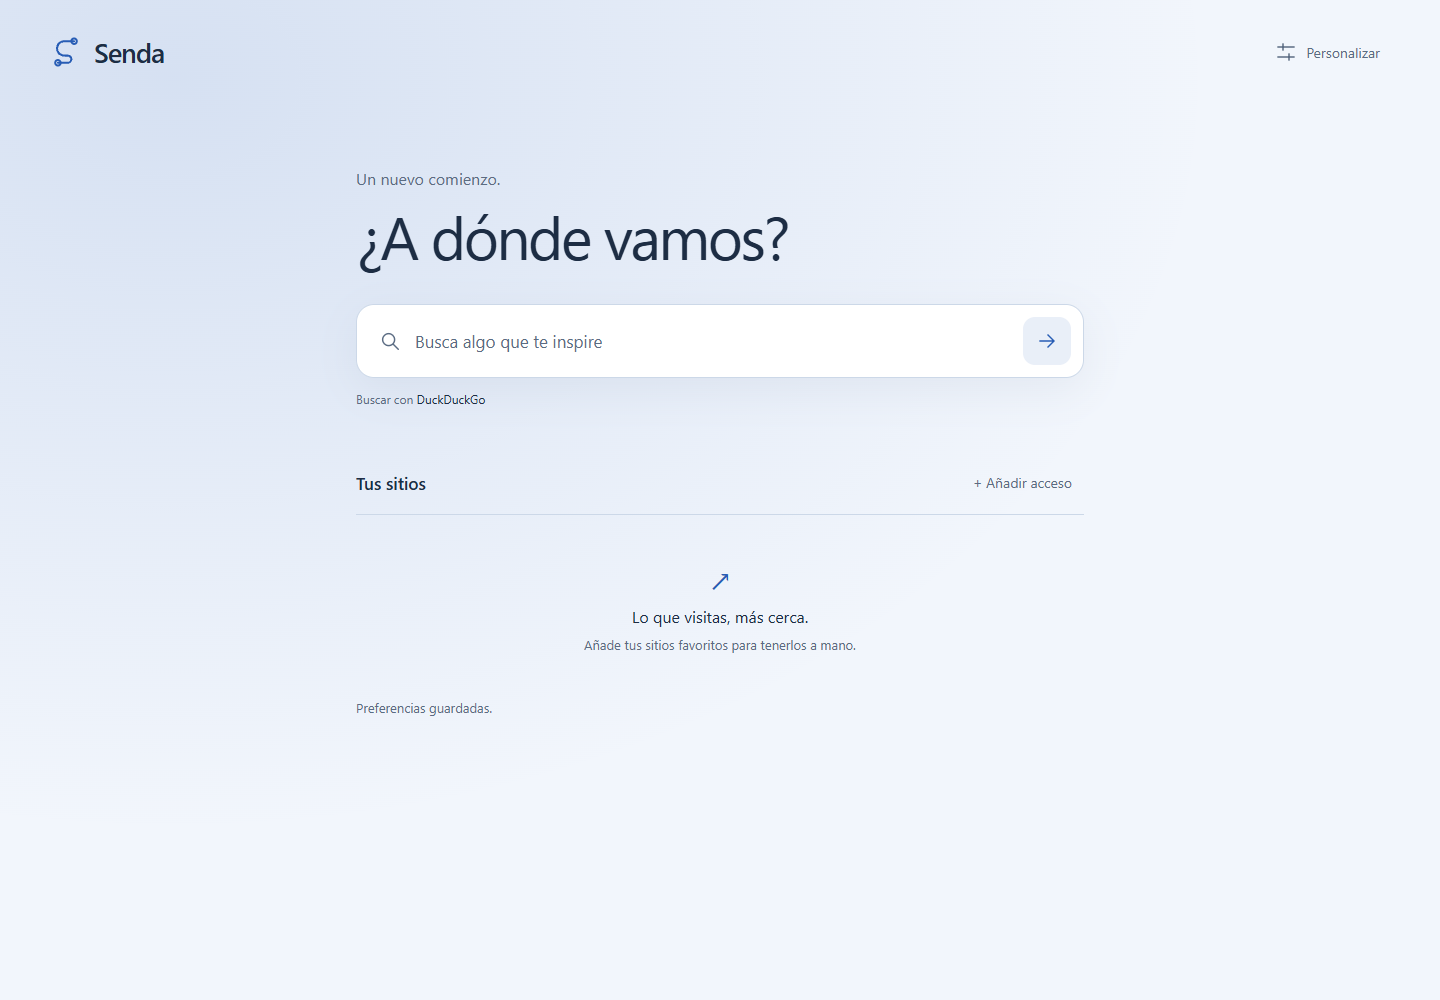 Senda
Personalizar
Un nuevo comienzo.
¿A dónde vamos?
Busca algo que te inspire
Buscar con DuckDuckGo
Tus sitios
+ Añadir acceso
Lo que visitas, más cerca.
Añade tus sitios favoritos para tenerlos a mano.
Preferencias guardadas.